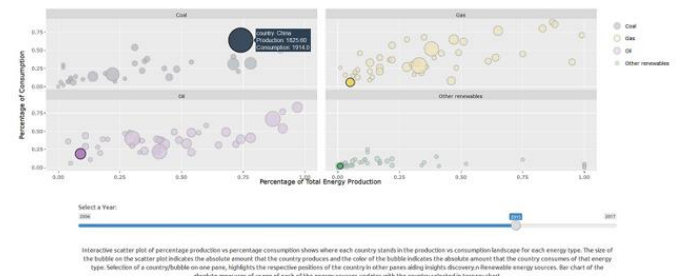 Coal
Gas
country: China
Production: 1825.60
Consumption: 1914.0
0.75
0.50
0.25
0.00
Oil
Other renewables
0.75
0.50
0.25
0.00
Percentage of Consumption
0.00
0.25
0.50
0.75
1.00
0.00
0.25
0.50
0.75
1.00
Percentage of Total Energy Production
Coal
Gas
Oil
Other renewables
Select a Year:
2017
Interactive scatter plot of percentage production vs percentage consumption shows where each country stands in the production vs consumption landscape for each energy type. The size of
the bubble on the scatter plot indicates the absolute amount that the country produces and the color of the bubble indicates the absolute amount that the country consumes of that energy
type. Selection of a country/bubble on one pane, highlights the respective positions of the country in other panes aiding insights discovery.n Renewable energy sources. Bar chart of the